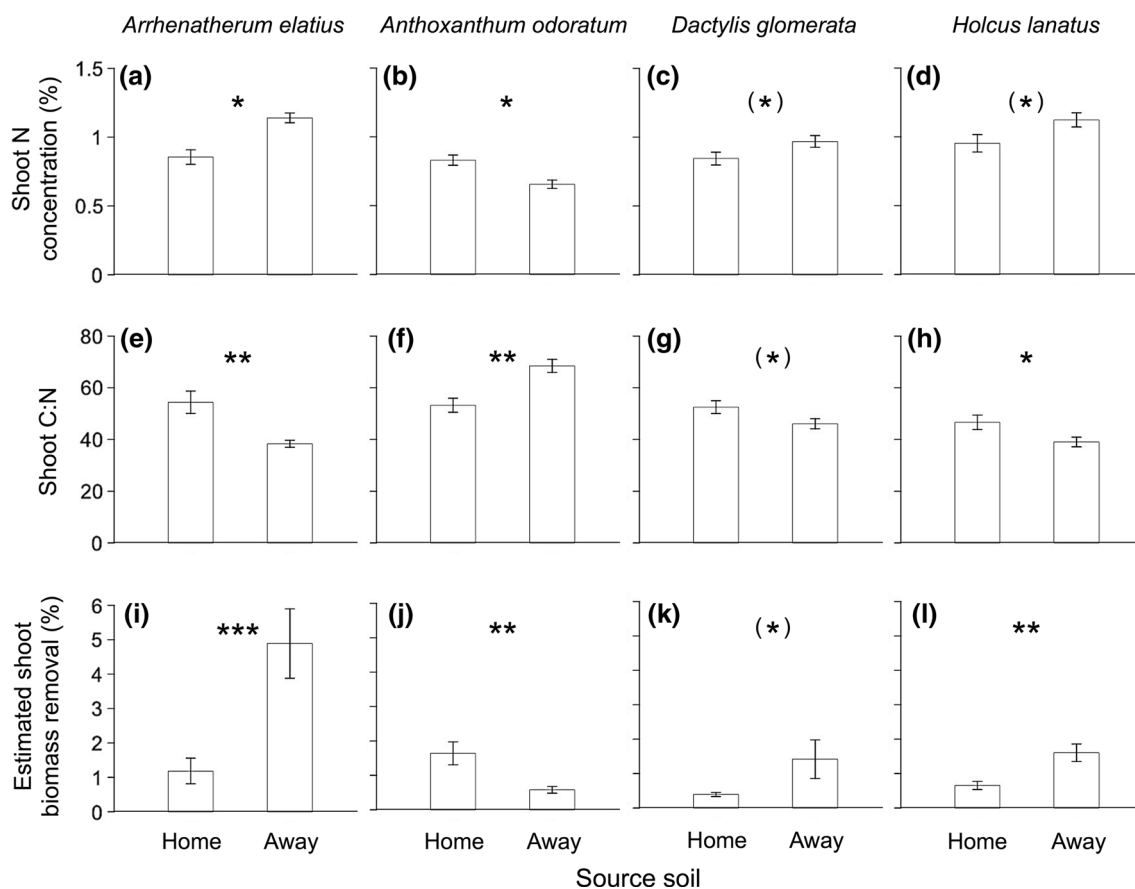 Arrhenatherum elatius Anthoxanthum odoratum Dactylis glomerata Holcus lanatus
Shoot N
concentration (%)
1.5
1
0.5
0
(a)
*
(b)
*
(c)
(*)
(d)
(*)
Shoot C:N
80
60
40
20
0
(e)
**
(f)
**
(g)
(*)
(h)
*
Estimated shoot
biomass removal (%)
6
5
4
3
2
1
0
(i)
***
(j)
**
(k)
(*)
(l)
**
Home Away Home Away Home Away Home Away
Source soil